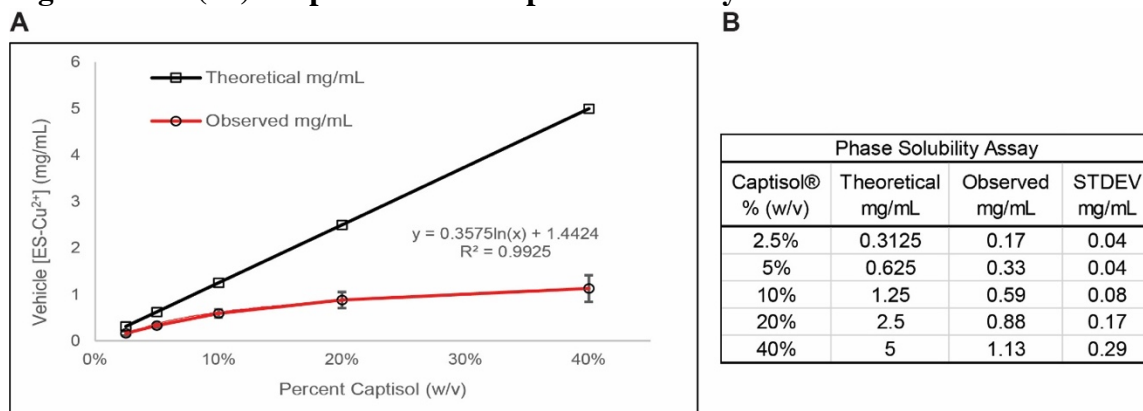 A
B
6
5
4
3
2
1
0
Vehicle [ES-Cu²⁺] (mg/mL)
Theoretical mg/mL
Observed mg/mL
y = 0.3575ln(x) + 1.4424
R² = 0.9925
0% 10% 20% 30% 40%
Percent Captisol (w/v)
Phase Solubility Assay
Captisol® Theoretical Observed STDEV
% (w/v) mg/mL mg/mL mg/mL
2.5% 0.3125 0.17 0.04
5% 0.625 0.33 0.04
10% 1.25 0.59 0.08
20% 2.5 0.88 0.17
40% 5 1.13 0.29